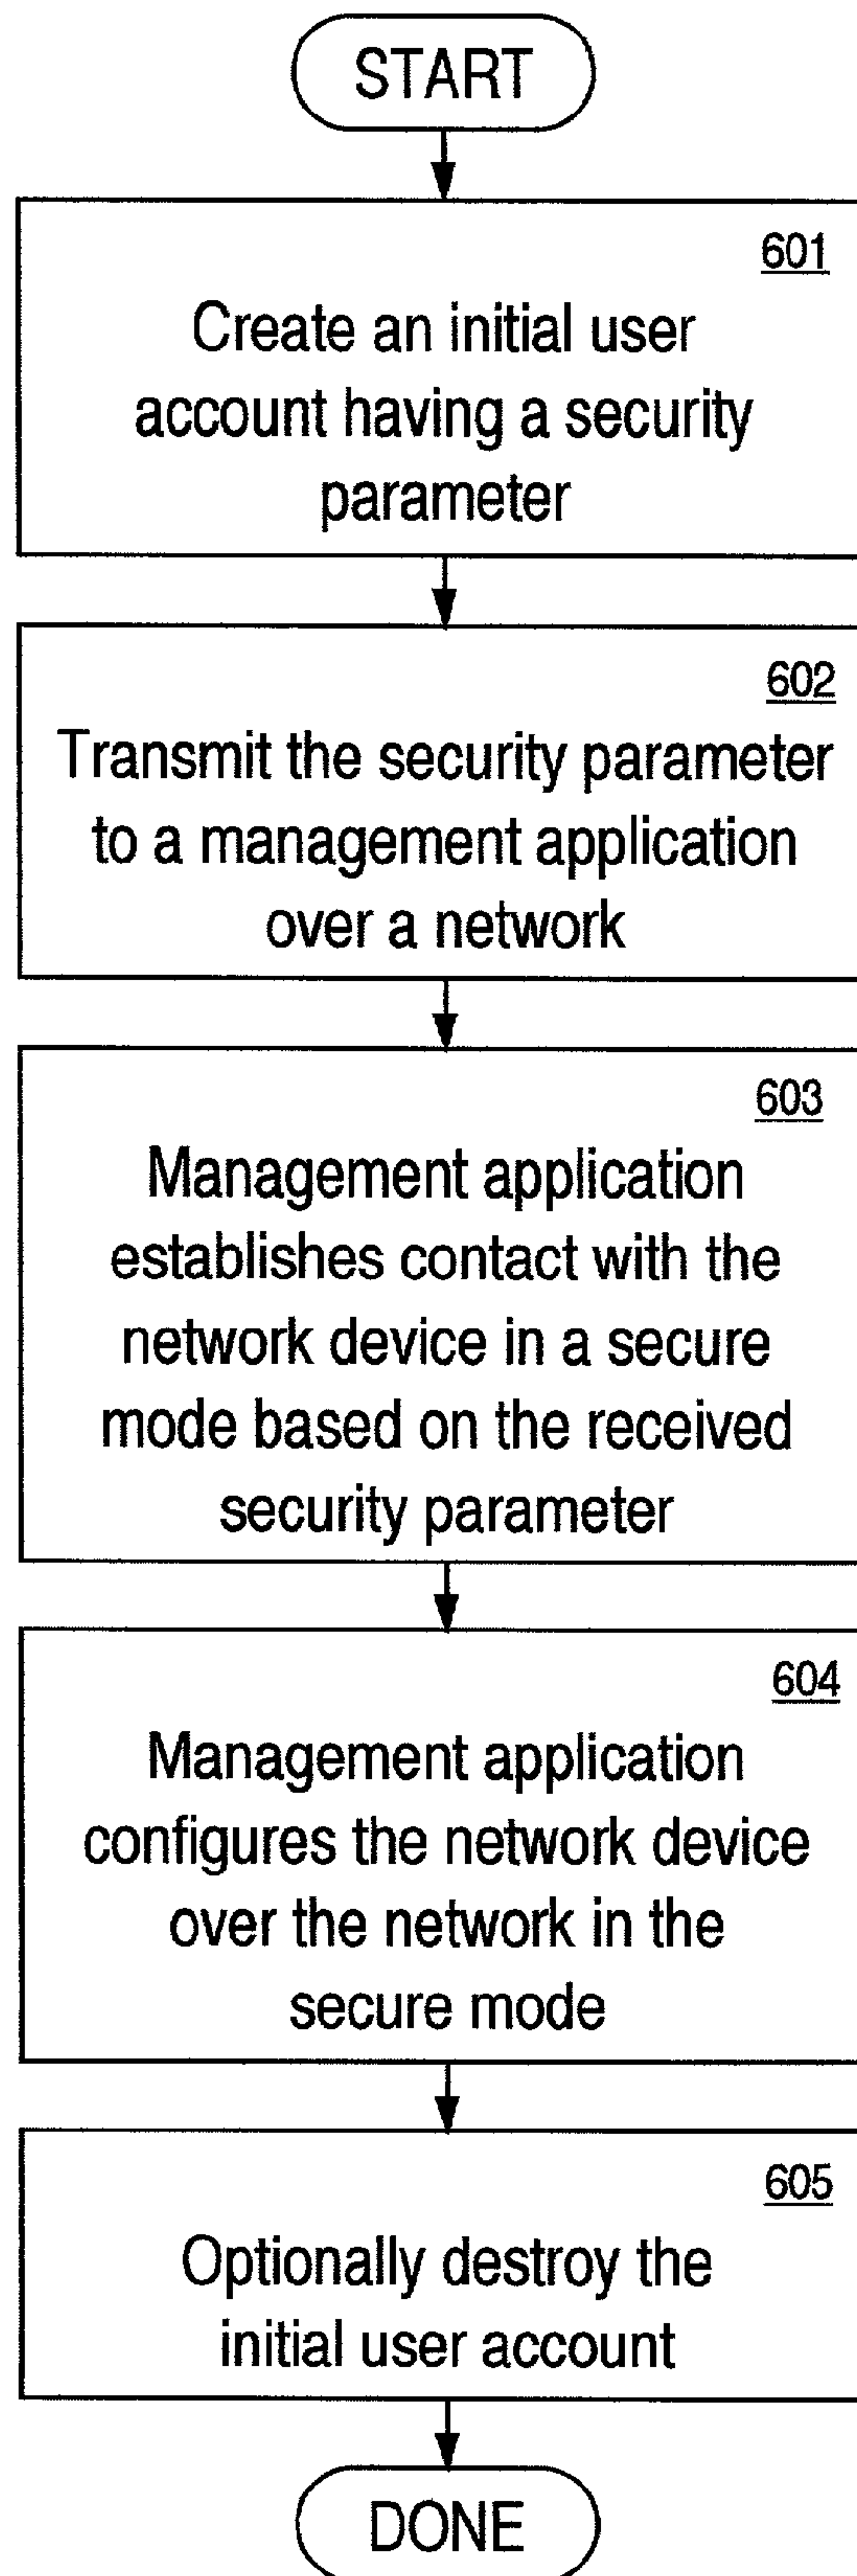 START
601
Create an initial user
account having a security
parameter
602
Transmit the security parameter
to a management application
over a network
603
Management application
establishes contact with the
network device in a secure
mode based on the received
security parameter
604
Management application
configures the network device
over the network in the
secure mode
605
Optionally destroy the
initial user account
DONE